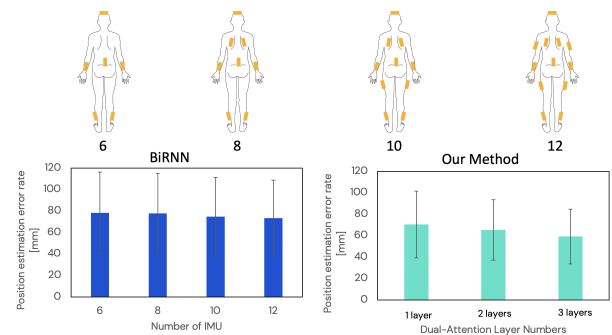 6
8
10
12
BiRNN
Position estimation error rate
[mm]
120
100
80
60
40
20
0
6
8
10
12
Number of IMU
Our Method
Position estimation error rate
[mm]
120
100
80
60
40
20
0
1 layer
2 layers
3 layers
Dual-Attention Layer Numbers